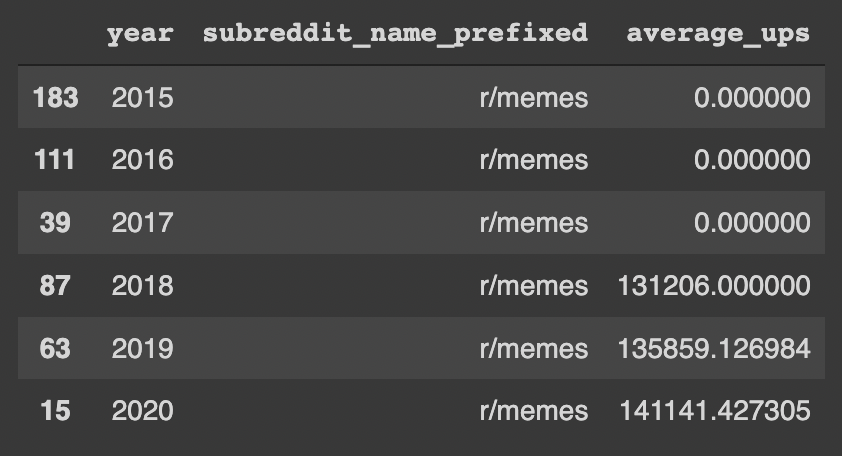 year subreddit_name_prefixed average_ups
183 2015 r/memes 0.000000
111 2016 r/memes 0.000000
39 2017 r/memes 0.000000
87 2018 r/memes 131206.000000
63 2019 r/memes 135859.126984
15 2020 r/memes 141141.427305